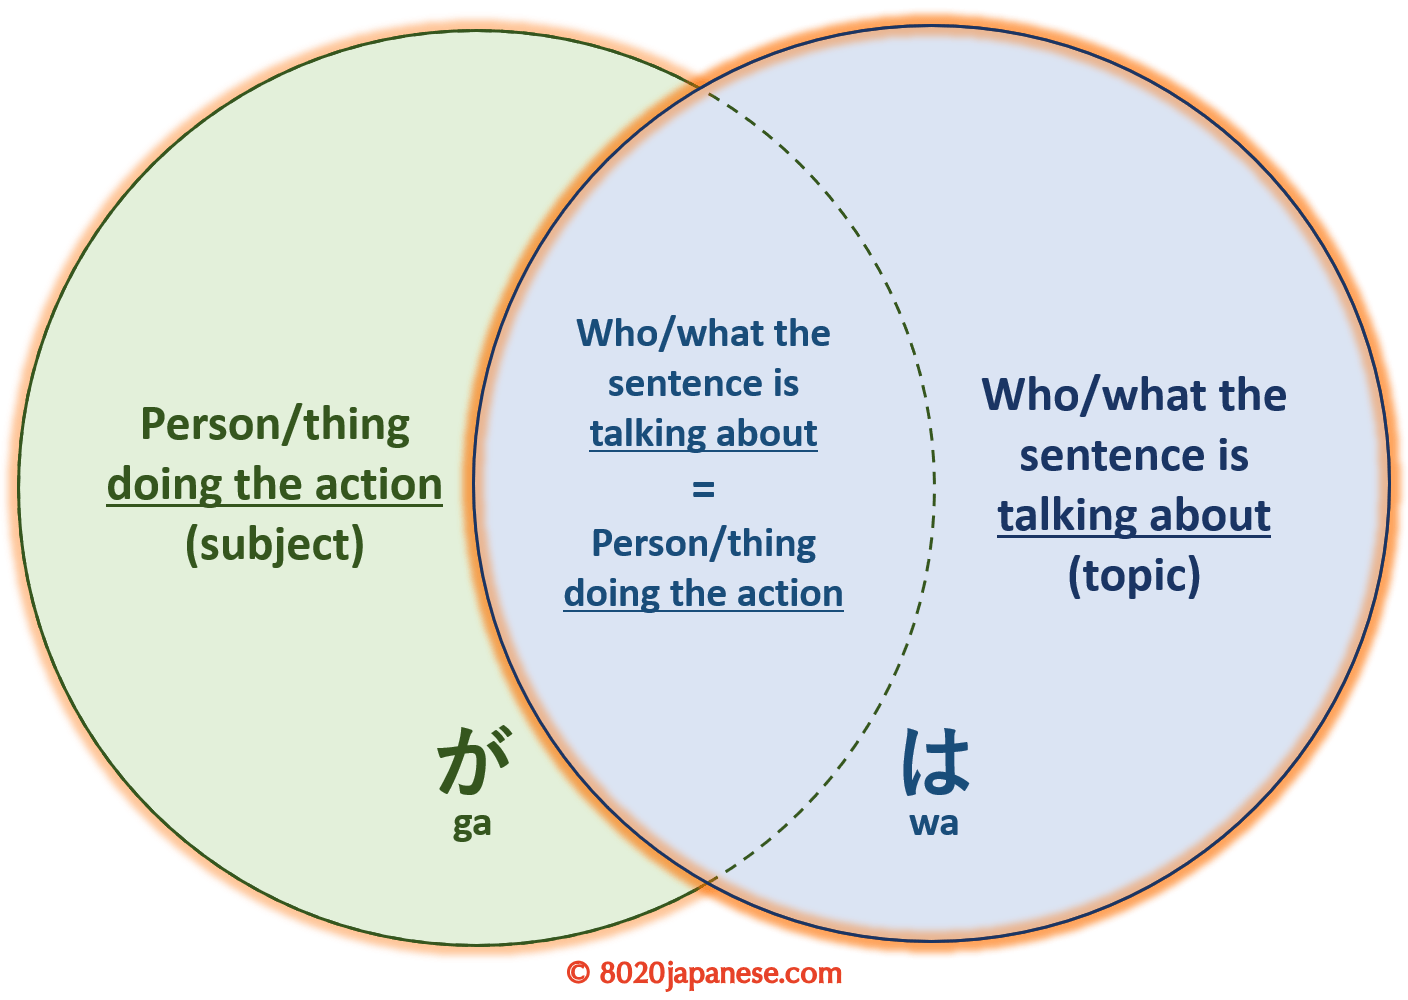 Person/thing
doing the action
(subject)
Who/what the
sentence is
talking about
=
Person/thing
doing the action
Who/what the
sentence is
talking about
(topic)
が
ga
は
wa
© 8020japanese.com